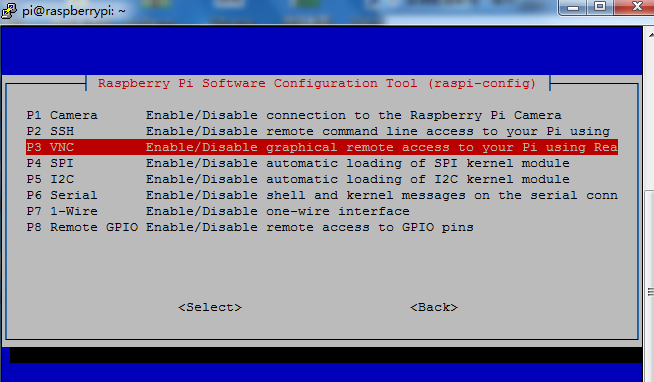 pi@raspberrypi: ~
Raspberry Pi Software Configuration Tool (raspi-config)
P1 Camera Enable/Disable connection to the Raspberry Pi Camera
P2 SSH Enable/Disable remote command line access to your Pi using
P3 VNC Enable/Disable graphical remote access to your Pi using Rea
P4 SPI Enable/Disable automatic loading of SPI kernel module
P5 I2C Enable/Disable automatic loading of I2C kernel module
P6 Serial Enable/Disable shell and kernel messages on the serial conn
P7 1-Wire Enable/Disable one-wire interface
P8 Remote GPIO Enable/Disable remote access to GPIO pins
<Select> <Back>